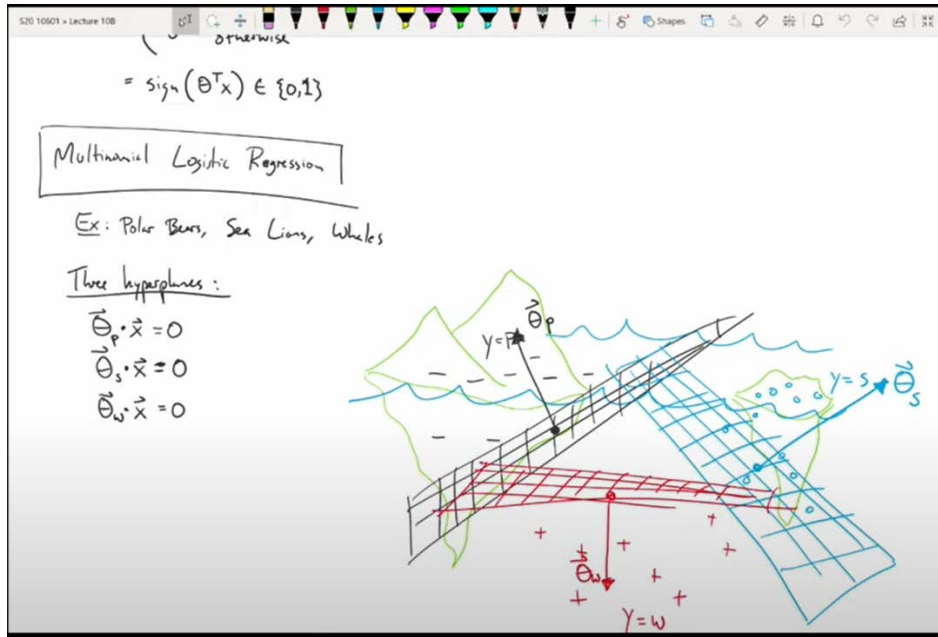 S20 10601 » Lecture 10B
Shapes
otherwise
= sign(θᵀx) ∈ {0,1}
Multinomial Logistic Regression
Ex: Polar Bears, Sea Lions, Whales
Three hyperplanes:
θ⃗ₚ·x⃗ = 0
θ⃗ₛ·x⃗ = 0
θ⃗w·x⃗ = 0
θ⃗ₚ
y=P
y=s
θ⃗ₛ
θ⃗w
y=w